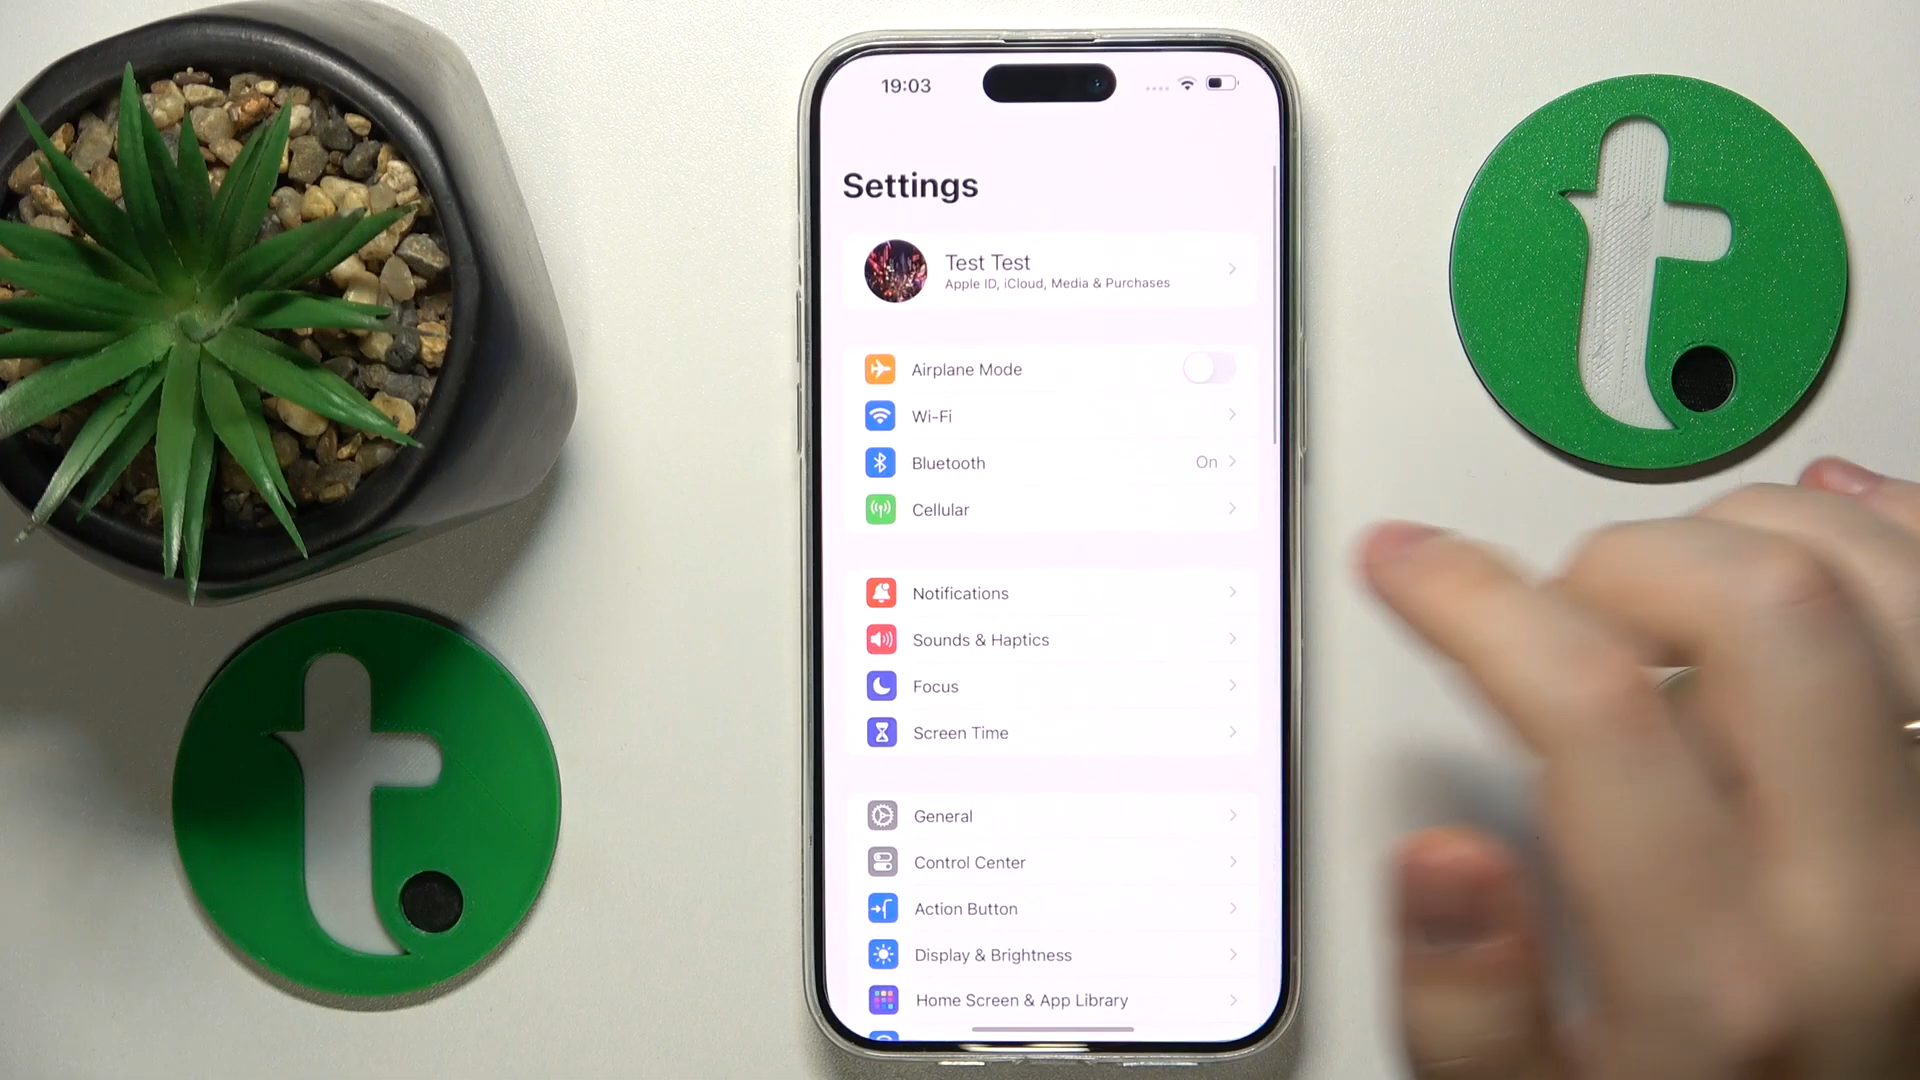 19:03
Settings
Test Test
Apple ID, iCloud, Media & Purchases
Airplane Mode
Wi-Fi
Bluetooth
On
Cellular
Notifications
Sounds & Haptics
Focus
Screen Time
General
Control Center
Action Button
Display & Brightness
Home Screen & App Library
t.
t.